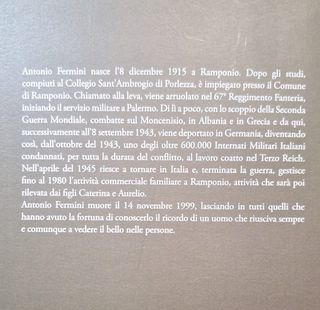 Antonio Fermini nasce l'8 dicembre 1915 a Ramponio. Dopo gli studi,
compiuti al Collegio Sant'Ambrogio di Porlezza, è impiegato presso il Comune
di Ramponio. Chiamato alla leva, viene arruolato nel 67° Reggimento Fanteria,
iniziando il servizio militare a Palermo. Di lì a poco, con lo scoppio della Seconda
Guerra Mondiale, combatte sul Moncenisio, in Albania e in Grecia e da qui,
successivamente all'8 settembre 1943, viene deportato in Germania, diventando
così, dall'ottobre del 1943, uno degli oltre 600.000 Internati Militari Italiani
condannati, per tutta la durata del conflitto, al lavoro coatto nel Terzo Reich.
Nell'aprile del 1945 riesce a tornare in Italia e, terminata la guerra, gestisce
fino al 1980 l'attività commerciale familiare a Ramponio, attività che sarà poi
rilevata dai figli Caterina e Aurelio.
Antonio Fermini muore il 14 novembre 1999, lasciando in tutti quelli che
hanno avuto la fortuna di conoscerlo il ricordo di un uomo che riusciva sempre
e comunque a vedere il bello nelle persone.